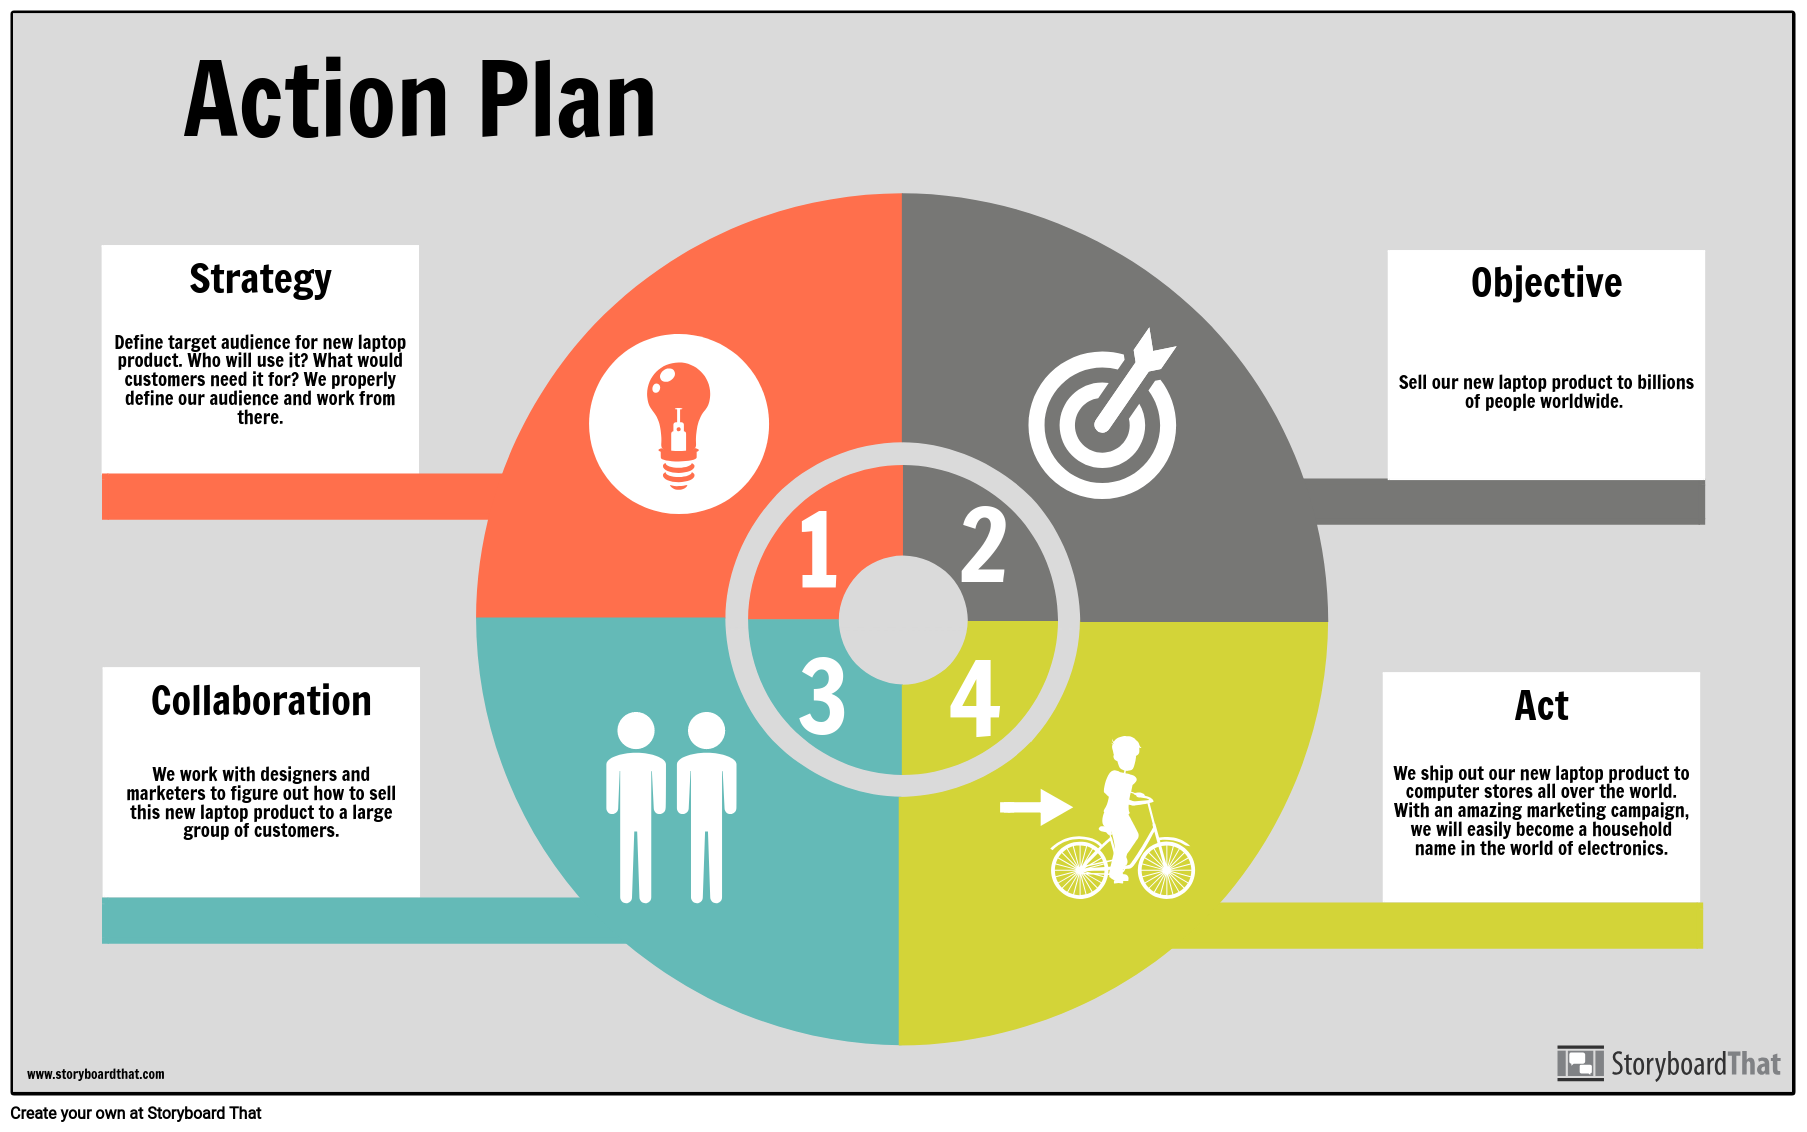 Action Plan
Strategy
Define target audience for new laptop
product. Who will use it? What would
customers need it for? We properly
define our audience and work from
there.
Objective
Sell our new laptop product to billions
of people worldwide.
1
2
3
4
Collaboration
We work with designers and
marketers to figure out how to sell
this new laptop product to a large
group of customers.
Act
We ship out our new laptop product to
computer stores all over the world.
With an amazing marketing campaign,
we will easily become a household
name in the world of electronics.
www.storyboardthat.com
StoryboardThat
Create your own at Storyboard That